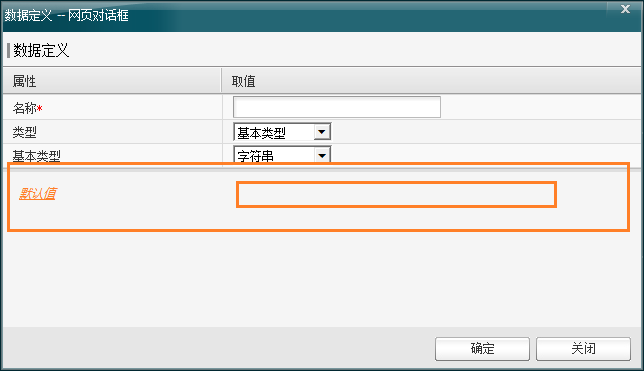 数据定义 -- 网页对话框
数据定义
属性 取值
名称*
类型 基本类型
基本类型 字符串
默认值
确定 关闭